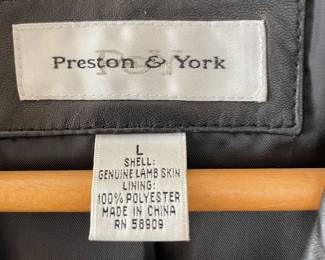 Preston & York
L
SHELL:
GENUINE LAMB SKIN
LINING:
100% POLYESTER
MADE IN CHINA
RN 58909